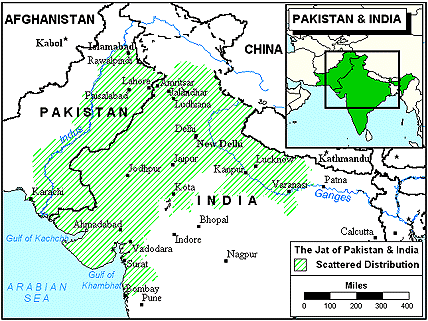 AFGHANISTAN
PAKISTAN & INDIA
Kabol
Islamabad
CHINA
Rawalpindi
Lahore
Amritsar
Faisalabad
Jalandhar
Ludhana
PAKISTAN
Indus
Delhi
New Delhi
Kathmandu
Jaipur
Lucknow
Jodhpur
Kanpur
Patna
Karachi
Kota
Varanasi
INDIA
Ganges
Gulf of Kachchh
Ahmadabad
Bhopal
Indore
Calcutta
Vadodara
The Jat of Pakistan & India
Gulf of
Khambhat
Surat
Nagpur
Scattered Distribution
ARABIAN
SEA
Miles
Bombay
Pune
0 100 200 300 400